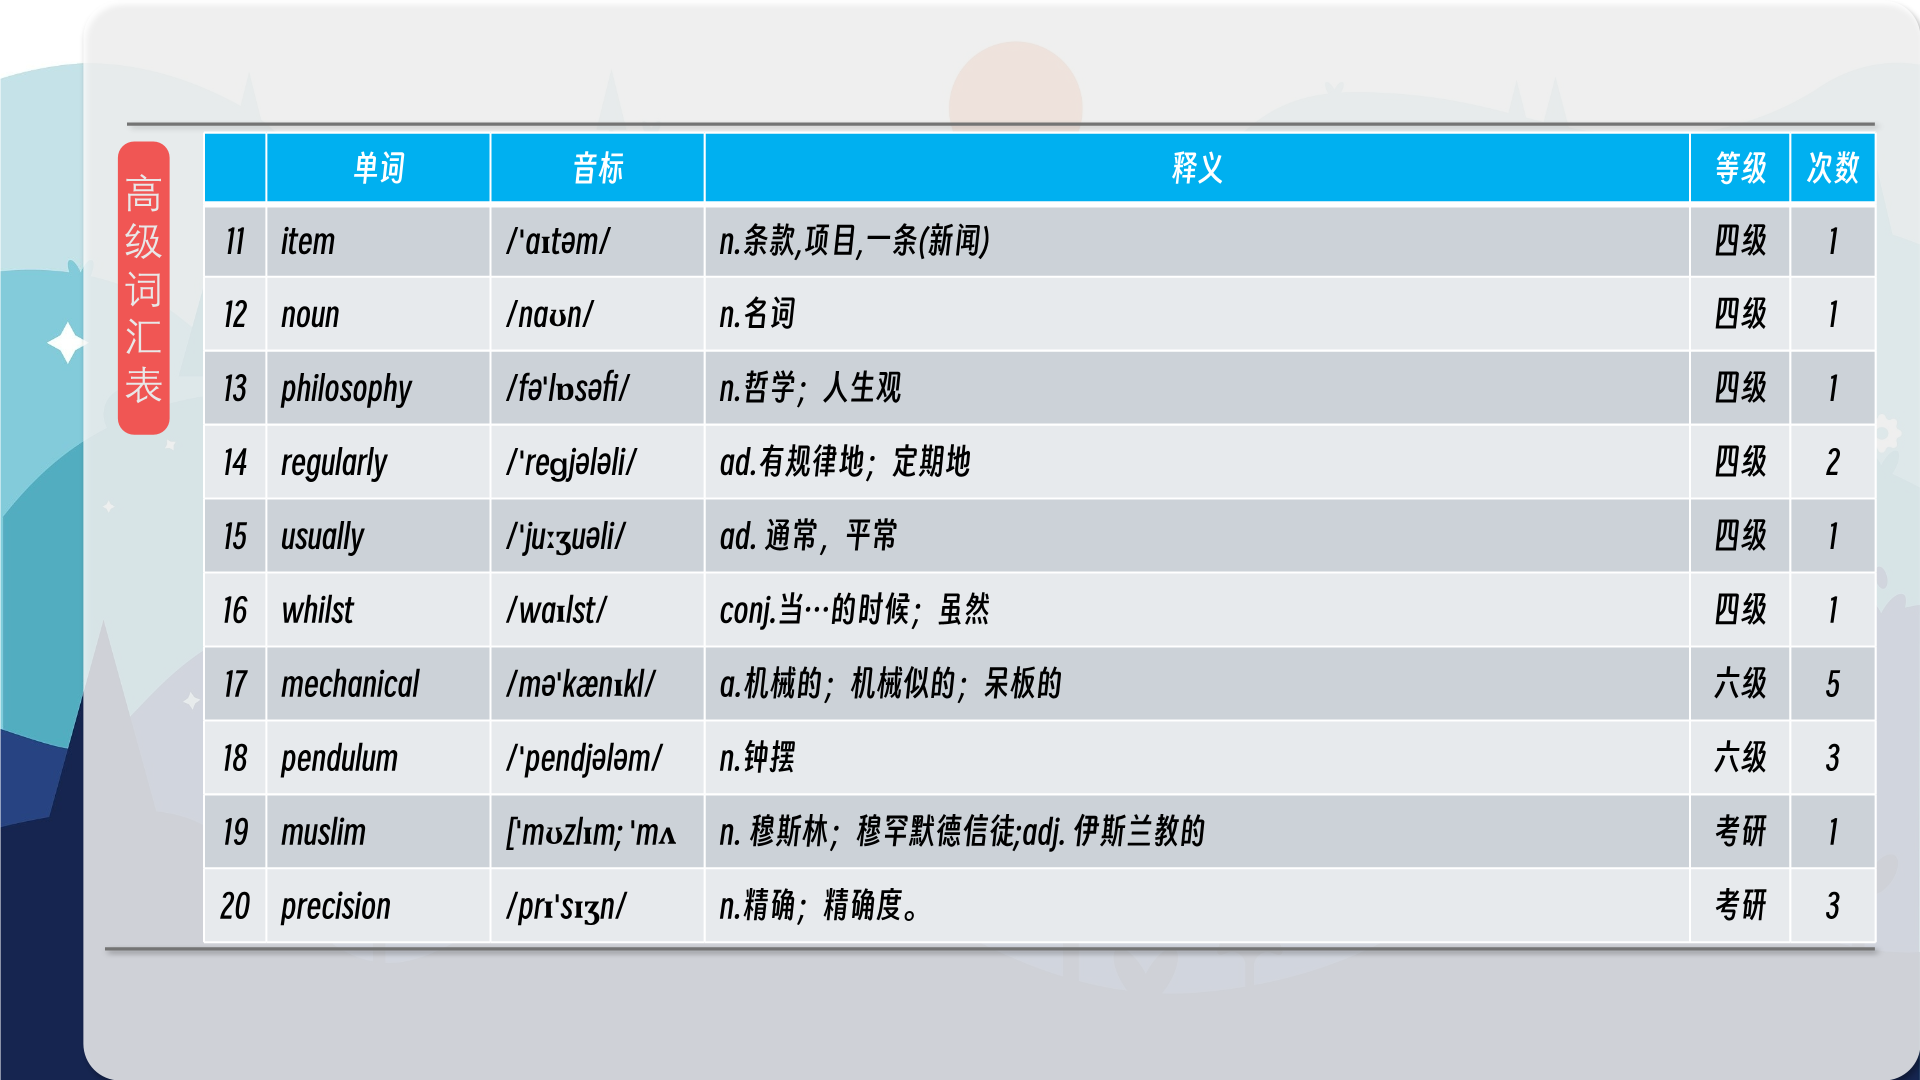 高级词汇表
单词 音标 释义 等级 次数
11 item /'aɪtəm/ n.条款,项目,一条(新闻) 四级 1
12 noun /naʊn/ n.名词 四级 1
13 philosophy /fə'lɒsəfi/ n.哲学；人生观 四级 1
14 regularly /'reɡjələli/ ad.有规律地；定期地 四级 2
15 usually /'juːʒuəli/ ad. 通常，平常 四级 1
16 whilst /waɪlst/ conj.当…的时候；虽然 四级 1
17 mechanical /mə'kænɪkl/ a.机械的；机械似的；呆板的 六级 5
18 pendulum /'pendjələm/ n.钟摆 六级 3
19 muslim ['mʊzlɪm; 'mʌ n. 穆斯林；穆罕默德信徒;adj. 伊斯兰教的 考研 1
20 precision /prɪ'sɪʒn/ n.精确；精确度。 考研 3